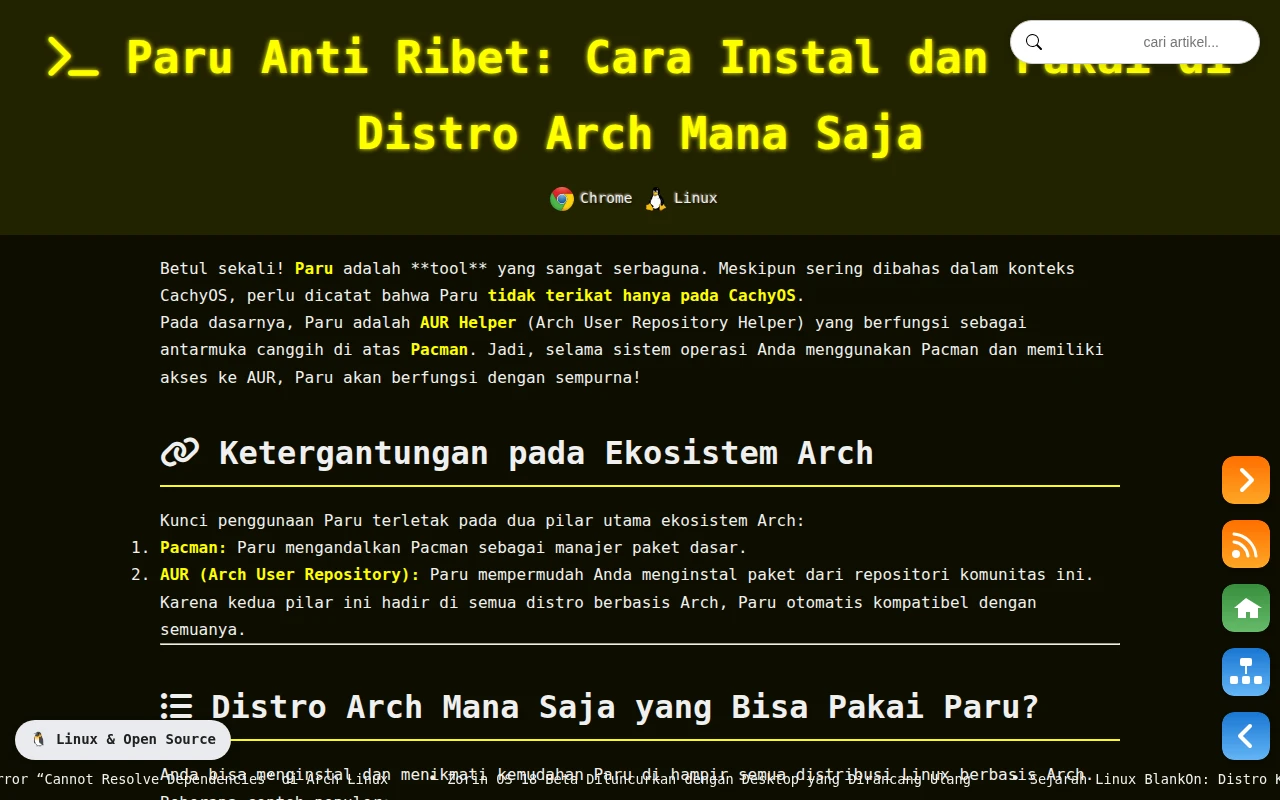 Paru Anti Ribet: Cara Instal dan Pakai di
cari artikel...
Distro Arch Mana Saja
Chrome Linux
Betul sekali! Paru adalah **tool** yang sangat serbaguna. Meskipun sering dibahas dalam konteks
CachyOS, perlu dicatat bahwa Paru tidak terikat hanya pada CachyOS.
Pada dasarnya, Paru adalah AUR Helper (Arch User Repository Helper) yang berfungsi sebagai
antarmuka canggih di atas Pacman. Jadi, selama sistem operasi Anda menggunakan Pacman dan memiliki
akses ke AUR, Paru akan berfungsi dengan sempurna!
Ketergantungan pada Ekosistem Arch
Kunci penggunaan Paru terletak pada dua pilar utama ekosistem Arch:
1. Pacman: Paru mengandalkan Pacman sebagai manajer paket dasar.
2. AUR (Arch User Repository): Paru mempermudah Anda menginstal paket dari repositori komunitas ini.
Karena kedua pilar ini hadir di semua distro berbasis Arch, Paru otomatis kompatibel dengan
semuanya.
Distro Arch Mana Saja yang Bisa Pakai Paru?
Linux & Open Source
Anda bisa menginstal dan menikmati kemudahan Paru di hampir semua distribusi Linux berbasis Arch.
rror “Cannot Resolve Dependencies” di Arch Linux • Zorin OS 18 Beta Diluncurkan dengan Desktop yang Dirancang Ulang • Sejarah Linux BlankOn: Distro
Beberapa contoh populer: